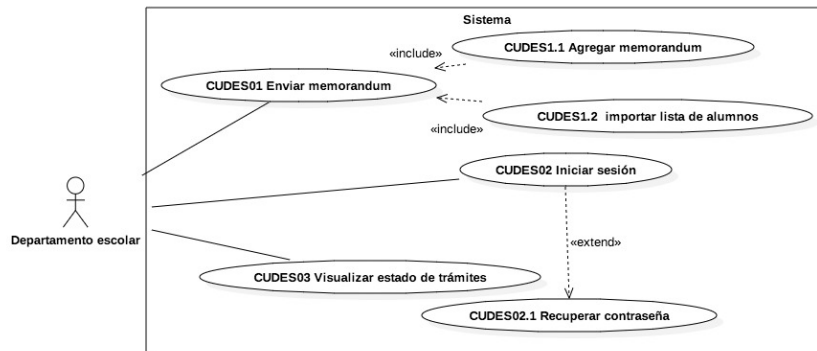 Sistema
CUDES1.1 Agregar memorandum
«include»
CUDES01 Enviar memorandum
CUDES1.2 importar lista de alumnos
«include»
CUDES02 Iniciar sesión
Departamento escolar
«extend»
CUDES03 Visualizar estado de trámites
CUDES02.1 Recuperar contraseña